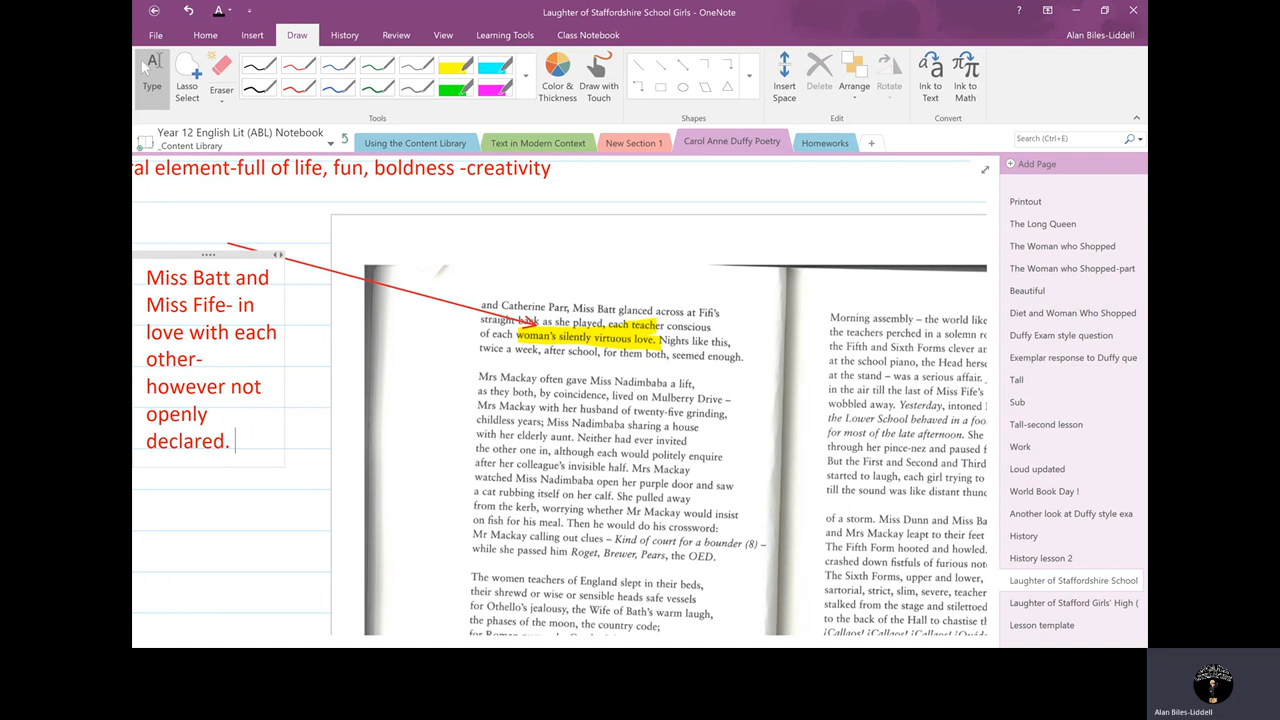 Laughter of Staffordshire School Girls - OneNote
?
File
Home
Insert
Draw
History
Review
View
Learning Tools
Class Notebook
Alan Biles-Liddell
Type
Lasso
Select
Eraser
Color &
Thickness
Draw with
Touch
Insert
Space
Delete
Arrange
Rotate
Ink to
Text
Ink to
Math
Tools
Shapes
Edit
Convert
Year 12 English Lit (ABL) Notebook
_Content Library
Using the Content Library
Text in Modern Context
New Section 1
Carol Anne Duffy Poetry
Homeworks
Search (Ctrl+E)
ral element-full of life, fun, boldness -creativity
Miss Batt and
Miss Fife- in
love with each
other-
however not
openly
declared.
and Catherine Parr, Miss Batt glanced across at Fifi's
straight back as she played, each teacher conscious
of each woman's silently virtuous love. Nights like this,
twice a week, after school, for them both, seemed enough.
Mrs Mackay often gave Miss Nadimbaba a lift,
as they both, by coincidence, lived on Mulberry Drive –
Mrs Mackay with her husband of twenty-five grinding,
childless years; Miss Nadimbaba sharing a house
with her elderly aunt. Neither had ever invited
the other one in, although each would politely enquire
after her colleague's invisible half. Mrs Mackay
watched Miss Nadimbaba open her purple door and saw
a cat rubbing itself on her calf. She pulled away
from the kerb, worrying whether Mr Mackay would insist
on fish for his meal. Then he would do his crossword:
Mr Mackay calling out clues – Kind of court for a bounder (8) –
while she passed him Roget, Brewer, Pears, the OED.
The women teachers of England slept in their beds,
their shrewd or wise or sensible heads safe vessels
for Othello's jealousy, the Wife of Bath's warm laugh,
the phases of the moon, the country code;
Morning assembly – the world like
the teachers perched in a solemn r
the Fifth and Sixth Forms clever an
at the school piano, the Head herse
at the stand – was a serious affair.
in the air till the last of Miss Fife's
wobbled away. Yesterday, intoned
the Lower School behaved in a foo
for most of the late afternoon. She
through her pince-nez and paused f
But the First and Second and Third
started to laugh, each girl trying to
till the sound was like distant thund
of a storm. Miss Dunn and Miss Ba
and Mrs Mackay leapt to their feet
The Fifth Form hooted and howled.
crashed down fistfuls of furious not
The Sixth Forms, upper and lower,
sartorial, strict, slim, severe, teacher
stalked from the stage and stilettoed
to the back of the Hall to chastise th
¡Callaos! ¡Callaos! ¡Callaos!
Add Page
Printout
The Long Queen
The Woman who Shopped
The Woman who Shopped-part
Beautiful
Diet and Woman Who Shopped
Duffy Exam style question
Exemplar response to Duffy que
Tall
Sub
Tall-second lesson
Work
Loud updated
World Book Day !
Another look at Duffy style exa
History
History lesson 2
Laughter of Staffordshire School
Laughter of Stafford Girls' High (
Lesson template
Alan Biles-Liddell